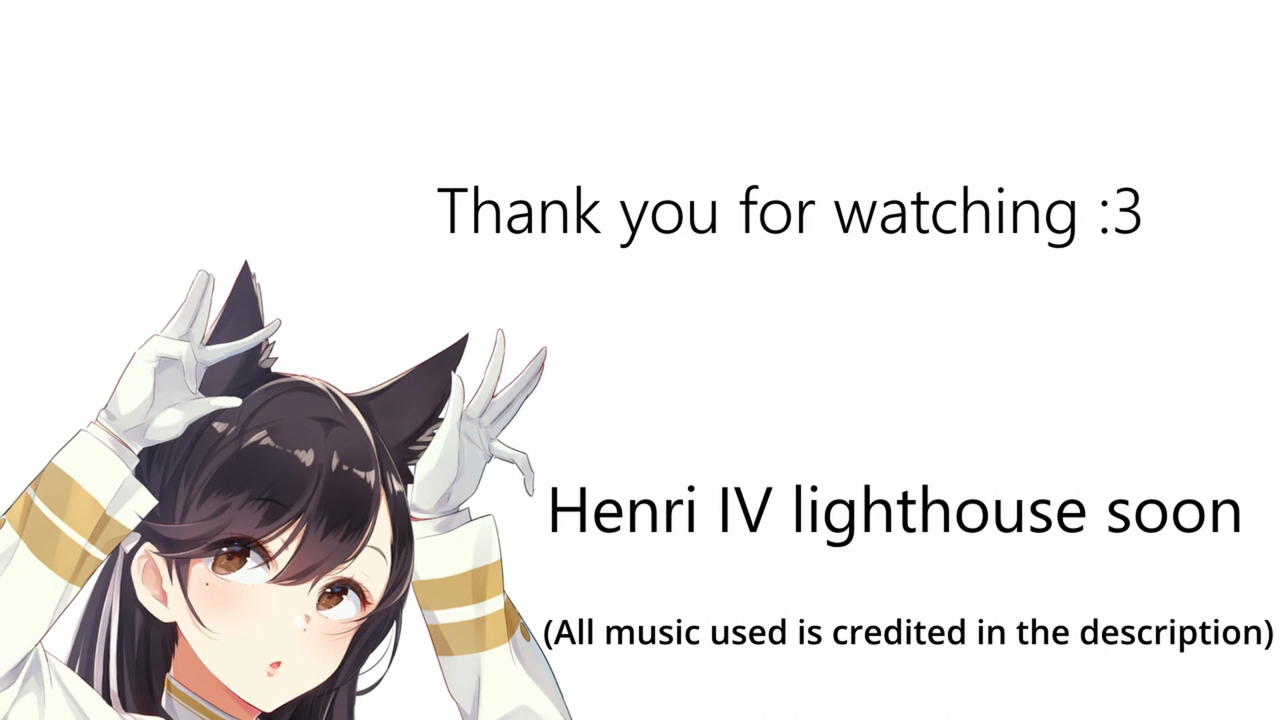 Thank you for watching :3
Henri IV lighthouse soon
(All music used is credited in the description)